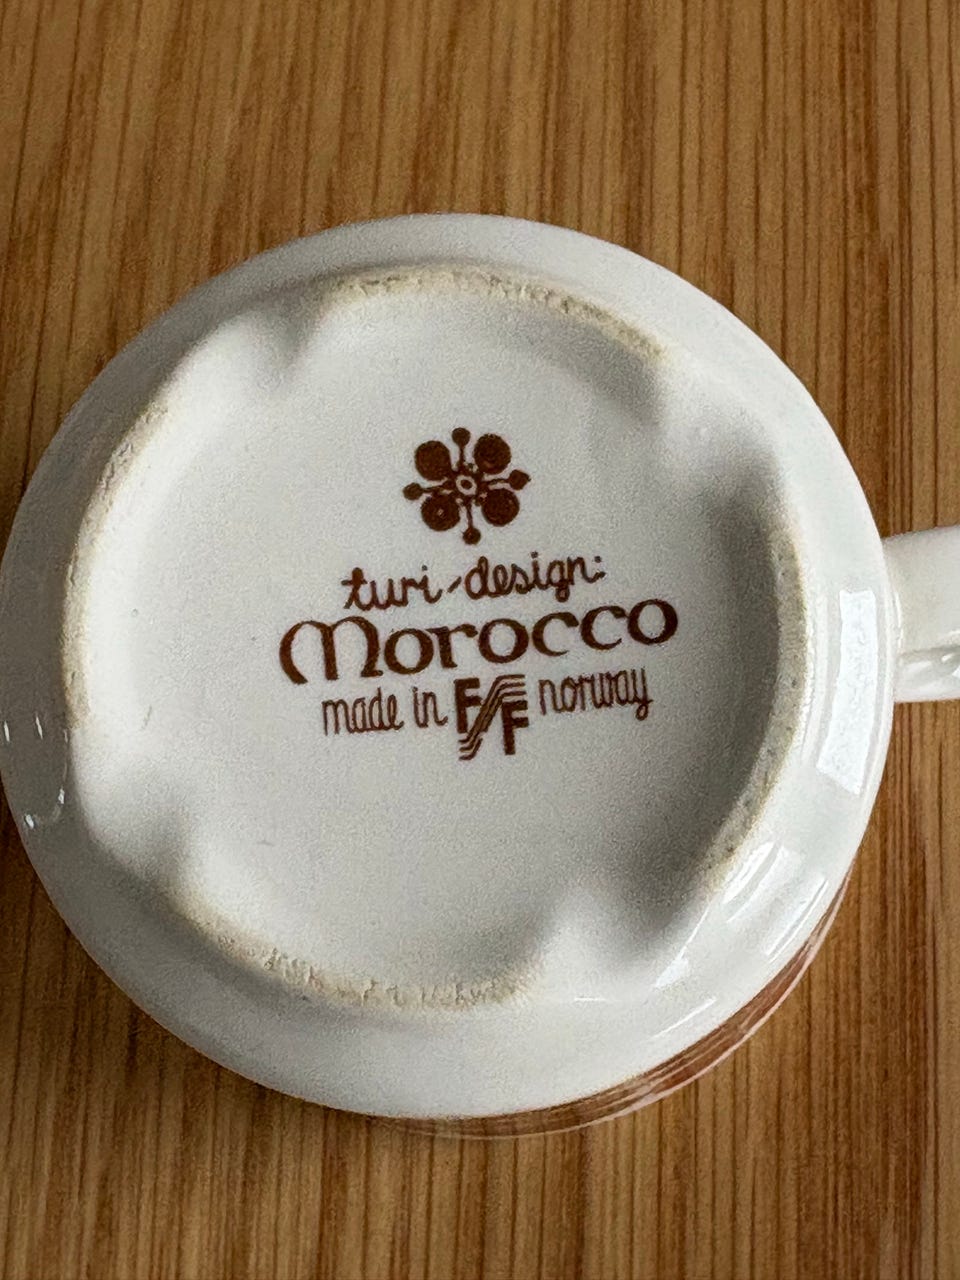 turi-design:
Morocco
made in F/F norway